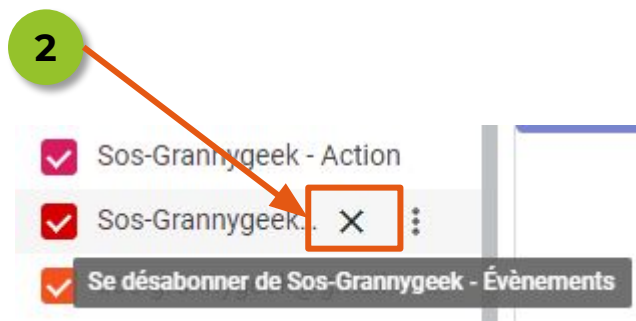 2
Sos-Grannygeek - Action
Sos-Grannygeek...
Se désabonner de Sos-Grannygeek - Évènements